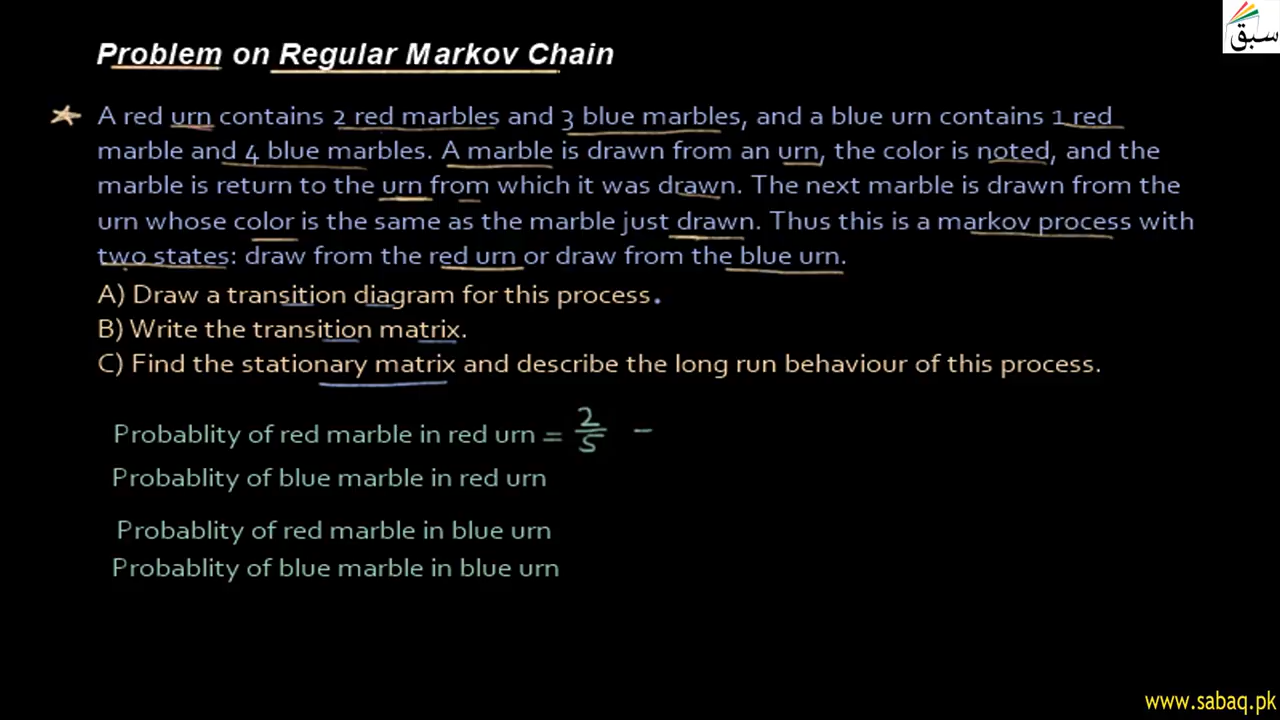 سبق
Problem on Regular Markov Chain
A red urn contains 2 red marbles and 3 blue marbles, and a blue urn contains 1 red
marble and 4 blue marbles. A marble is drawn from an urn, the color is noted, and the
marble is return to the urn from which it was drawn. The next marble is drawn from the
urn whose color is the same as the marble just drawn. Thus this is a markov process with
two states: draw from the red urn or draw from the blue urn.
A) Draw a transition diagram for this process.
B) Write the transition matrix.
C) Find the stationary matrix and describe the long run behaviour of this process.
Probablity of red marble in red urn = 2/5 –
Probablity of blue marble in red urn
Probablity of red marble in blue urn
Probablity of blue marble in blue urn
www.sabaq.pk